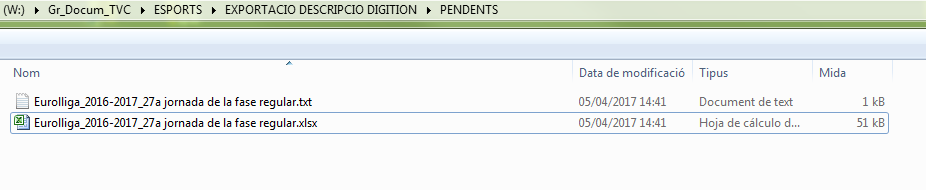 (W:) Gr_Docum_TVC ESPORTS EXPORTACIO DESCRIPCIO DIGITION PENDENTS
Nom Data de modificació Tipus Mida
Eurolliga_2016-2017_27a jornada de la fase regular.txt 05/04/2017 14:41 Document de text 1 kB
Eurolliga_2016-2017_27a jornada de la fase regular.xlsx 05/04/2017 14:41 Hoja de cálculo d... 51 kB